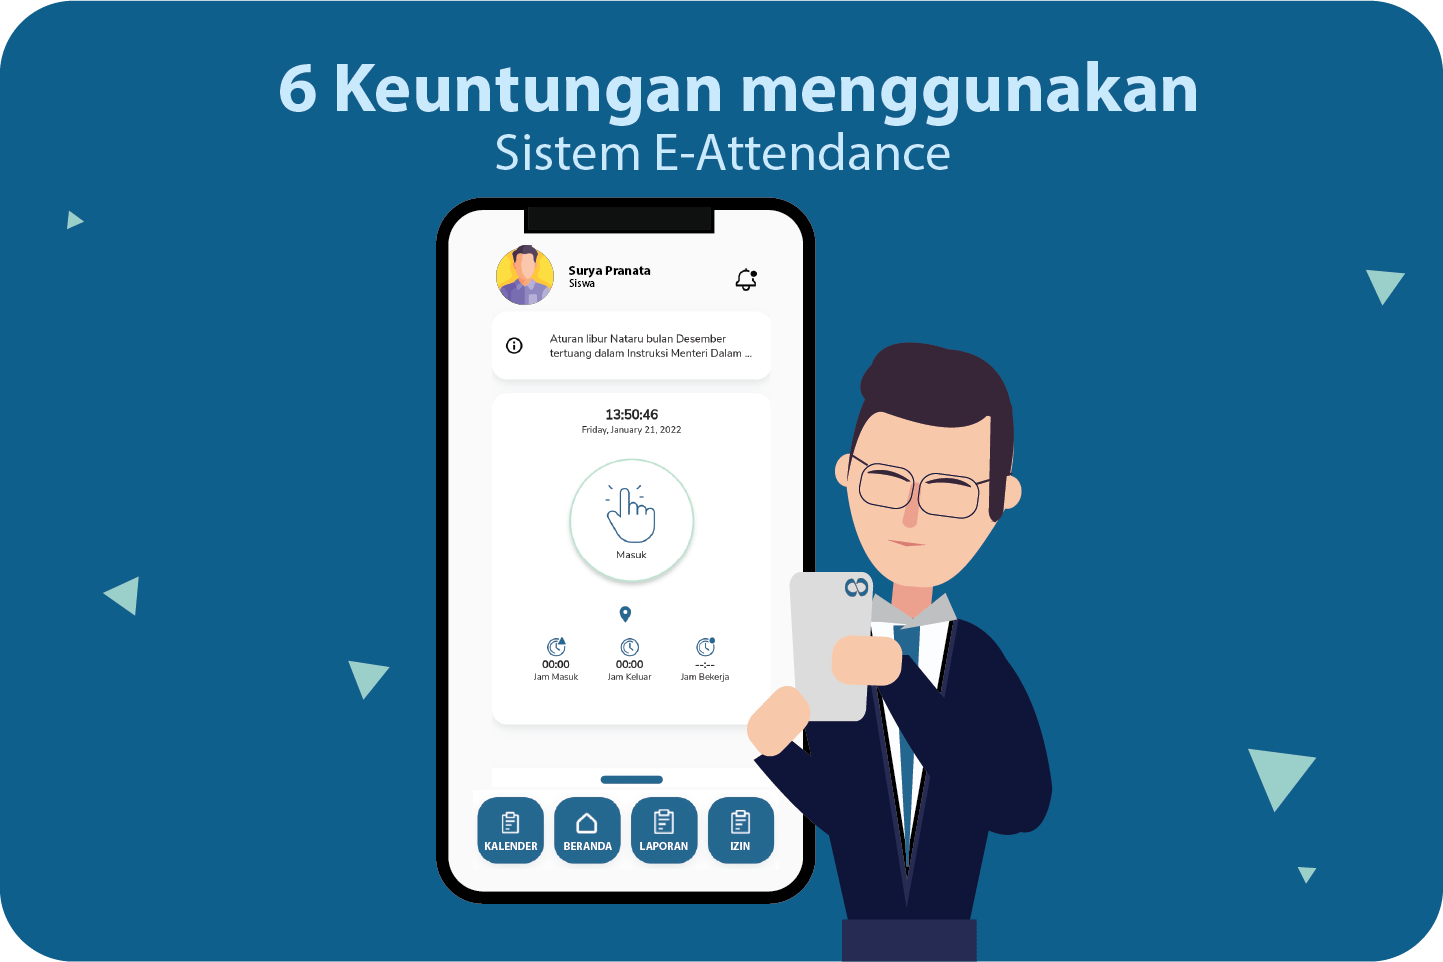 6 Keuntungan menggunakan
Sistem E-Attendance
Surya Pranata
Siswa
Aturan libur Nataru bulan Desember
tertuang dalam Instruksi Menteri Dalam ...
13:50:46
Friday, January 21, 2022
Masuk
00:00 00:00 --:--
Jam Masuk Jam Keluar Jam Bekerja
KALENDER BERANDA LAPORAN IZIN